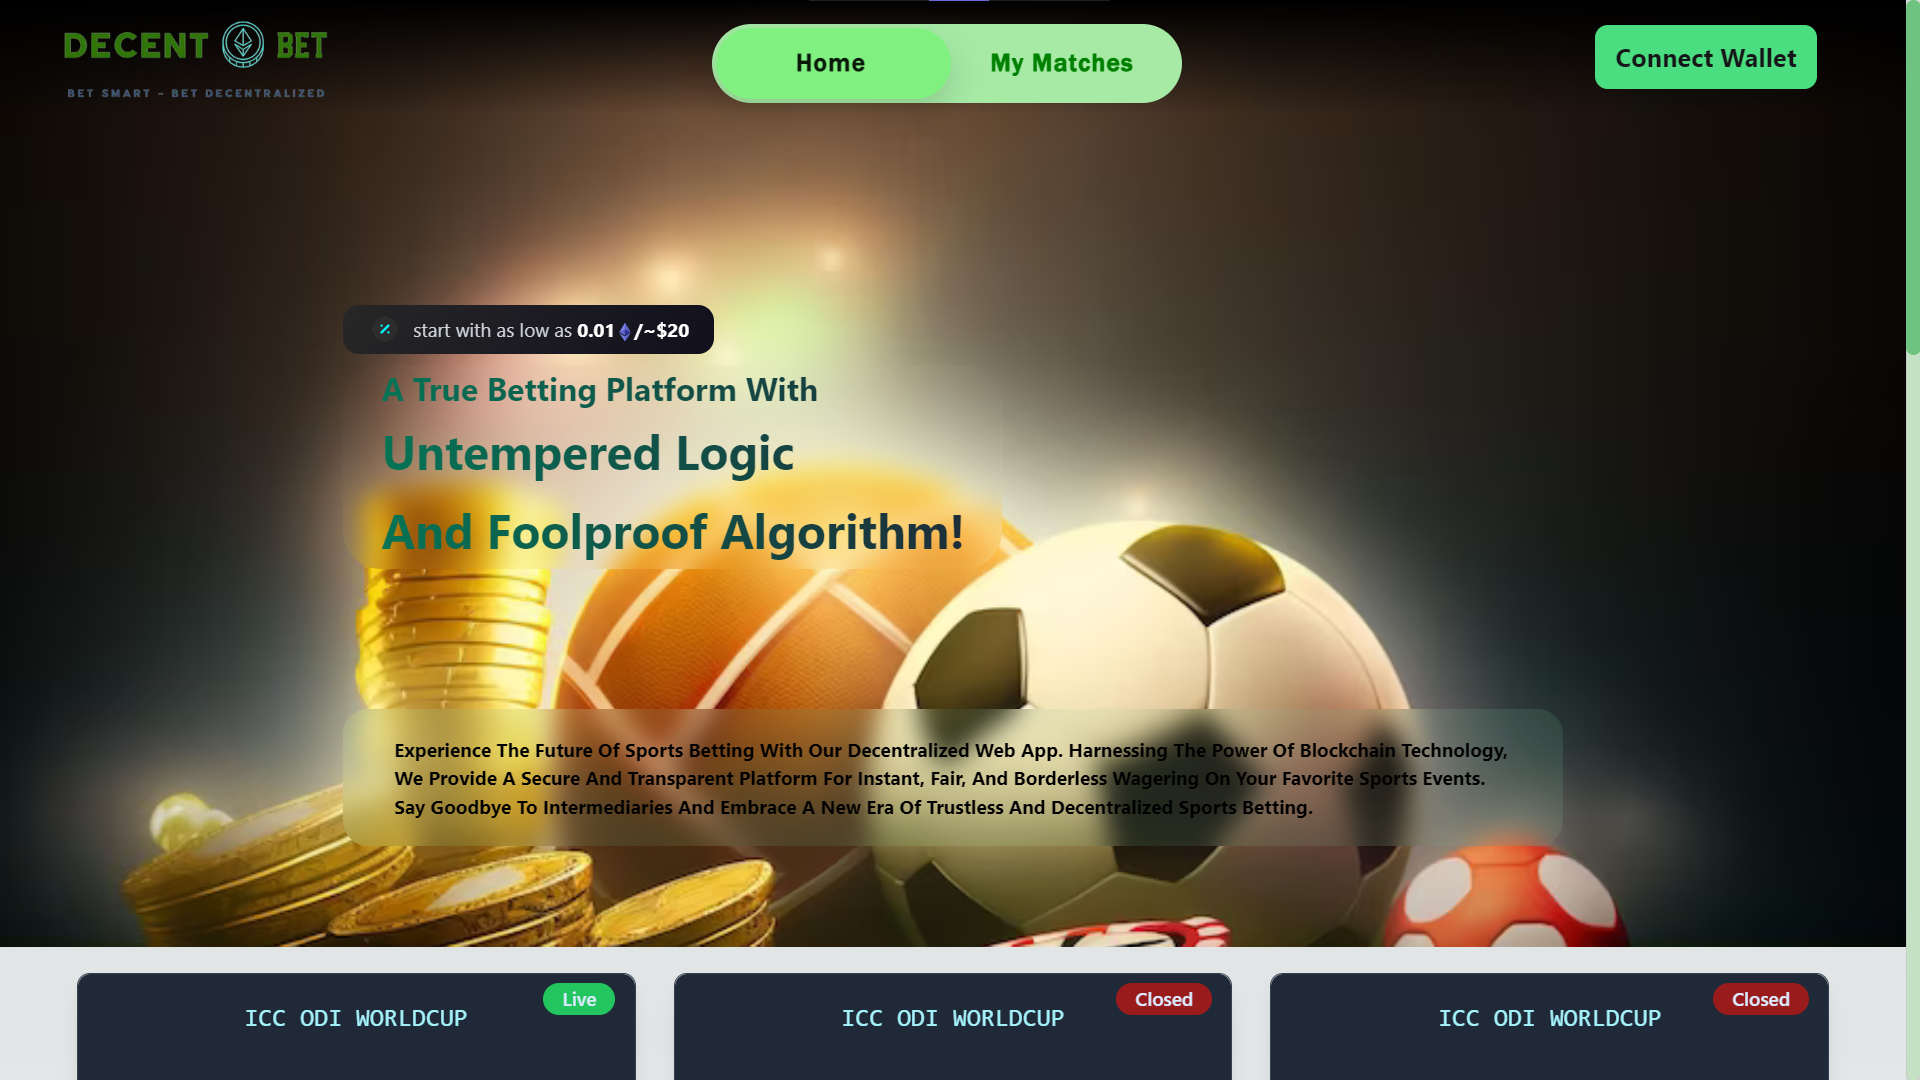 DECENT BET
BET SMART - BET DECENTRALIZED
Home
My Matches
Connect Wallet
start with as low as 0.01 /~$20
A True Betting Platform With
Untempered Logic
And Foolproof Algorithm!
Experience The Future Of Sports Betting With Our Decentralized Web App. Harnessing The Power Of Blockchain Technology,
We Provide A Secure And Transparent Platform For Instant, Fair, And Borderless Wagering On Your Favorite Sports Events.
Say Goodbye To Intermediaries And Embrace A New Era Of Trustless And Decentralized Sports Betting.
Live
ICC ODI WORLDCUP
Closed
ICC ODI WORLDCUP
Closed
ICC ODI WORLDCUP